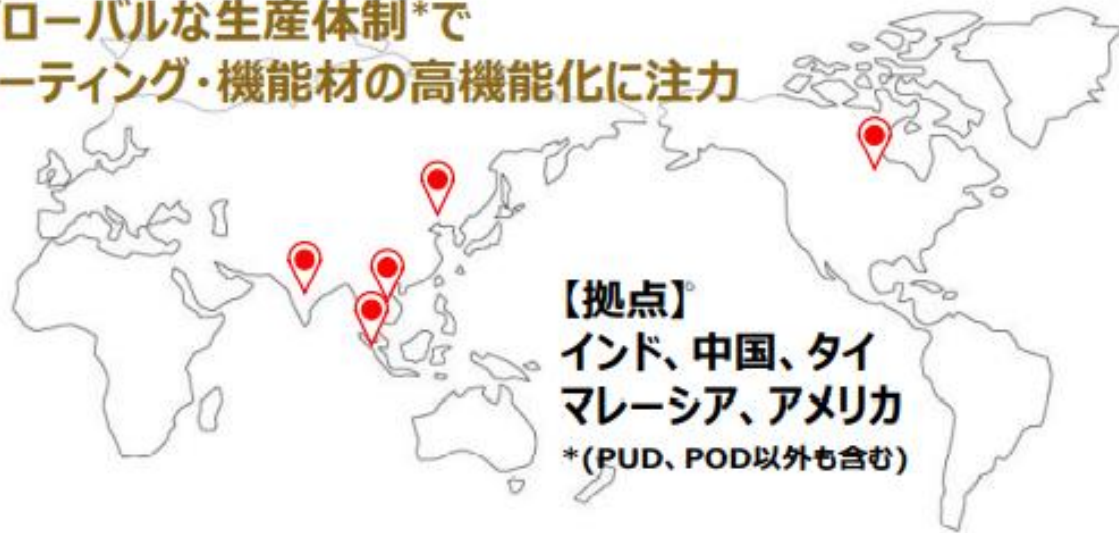 ローバルな生産体制*で
ーティング・機能材の高機能化に注力
【拠点】
インド、中国、タイ
マレーシア、アメリカ
*(PUD、POD以外も含む)